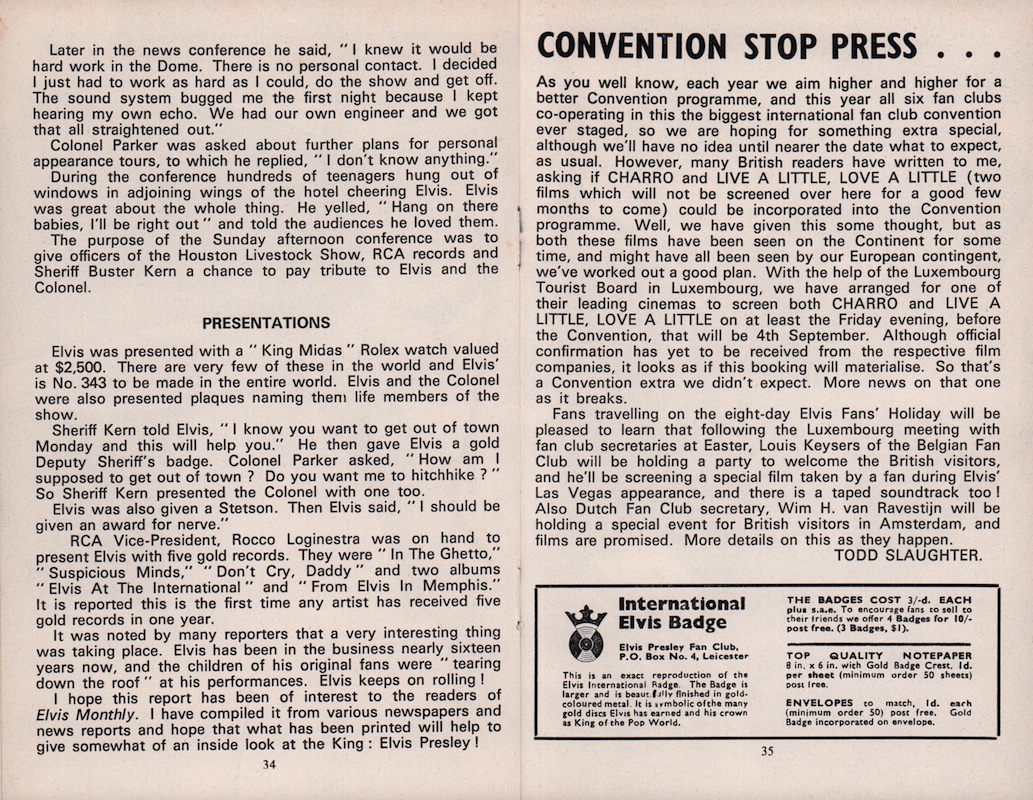 Later in the news conference he said, " I knew it would be
hard work in the Dome. There is no personal contact. I decided
I just had to work as hard as I could, do the show and get off.
The sound system bugged me the first night because I kept
hearing my own echo. We had our own engineer and we got
that all straightened out."
Colonel Parker was asked about further plans for personal
appearance tours, to which he replied, " I don't know anything."
During the conference hundreds of teenagers hung out of
windows in adjoining wings of the hotel cheering Elvis. Elvis
was great about the whole thing. He yelled, " Hang on there
babies, I'll be right out " and told the audiences he loved them.
The purpose of the Sunday afternoon conference was to
give officers of the Houston Livestock Show, RCA records and
Sheriff Buster Kern a chance to pay tribute to Elvis and the
Colonel.
PRESENTATIONS
Elvis was presented with a " King Midas " Rolex watch valued
at $2,500. There are very few of these in the world and Elvis'
is No. 343 to be made in the entire world. Elvis and the Colonel
were also presented plaques naming them life members of the
show.
Sheriff Kern told Elvis, " I know you want to get out of town
Monday and this will help you." He then gave Elvis a gold
Deputy Sheriff's badge. Colonel Parker asked, " How am I
supposed to get out of town ? Do you want me to hitchhike ? "
So Sheriff Kern presented the Colonel with one too.
Elvis was also given a Stetson. Then Elvis said, " I should be
given an award for nerve."
RCA Vice-President, Rocco Loginestra was on hand to
present Elvis with five gold records. They were " In The Ghetto,"
" Suspicious Minds," " Don't Cry, Daddy " and two albums
" Elvis At The International " and " From Elvis In Memphis."
It is reported this is the first time any artist has received five
gold records in one year.
It was noted by many reporters that a very interesting thing
was taking place. Elvis has been in the business nearly sixteen
years now, and the children of his original fans were " tearing
down the roof " at his performances. Elvis keeps on rolling !
I hope this report has been of interest to the readers of
Elvis Monthly. I have compiled it from various newspapers and
news reports and hope that what has been printed will help to
give somewhat of an inside look at the King : Elvis Presley !
34
CONVENTION STOP PRESS . . .
As you well know, each year we aim higher and higher for a
better Convention programme, and this year all six fan clubs
co-operating in this the biggest international fan club convention
ever staged, so we are hoping for something extra special,
although we'll have no idea until nearer the date what to expect,
as usual. However, many British readers have written to me,
asking if CHARRO and LIVE A LITTLE, LOVE A LITTLE (two
films which will not be screened over here for a good few
months to come) could be incorporated into the Convention
programme. Well, we have given this some thought, but as
both these films have been seen on the Continent for some
time, and might have all been seen by our European contingent,
we've worked out a good plan. With the help of the Luxembourg
Tourist Board in Luxembourg, we have arranged for one of
their leading cinemas to screen both CHARRO and LIVE A
LITTLE, LOVE A LITTLE on at least the Friday evening, before
the Convention, that will be 4th September. Although official
confirmation has yet to be received from the respective film
companies, it looks as if this booking will materialise. So that's
a Convention extra we didn't expect. More news on that one
as it breaks.
Fans travelling on the eight-day Elvis Fans' Holiday will be
pleased to learn that following the Luxembourg meeting with
fan club secretaries at Easter, Louis Keysers of the Belgian Fan
Club will be holding a party to welcome the British visitors,
and he'll be screening a special film taken by a fan during Elvis'
Las Vegas appearance, and there is a taped soundtrack too !
Also Dutch Fan Club secretary, Wim H. van Ravestijn will be
holding a special event for British visitors in Amsterdam, and
films are promised. More details on this as they happen.
TODD SLAUGHTER.
International
Elvis Badge
Elvis Presley Fan Club,
P.O. Box No. 4, Leicester
This is an exact reproduction of the
Elvis International Badge. The Badge is
larger and is beautifully finished in gold-
coloured metal. It is symbolic of the many
gold discs Elvis has earned and his crown
as King of the Pop World.
THE BADGES COST 3/-d. EACH
plus s.a.e. To encourage fans to sell to
their friends we offer 4 Badges for 10/-
post free. (3 Badges, $1).
TOP QUALITY NOTEPAPER
8 in. x 6 in. with Gold Badge Crest, 1d.
per sheet (minimum order 50 sheets)
post free.
ENVELOPES to match, 1d. each
(minimum order 50) post free. Gold
Badge incorporated on envelope.
35